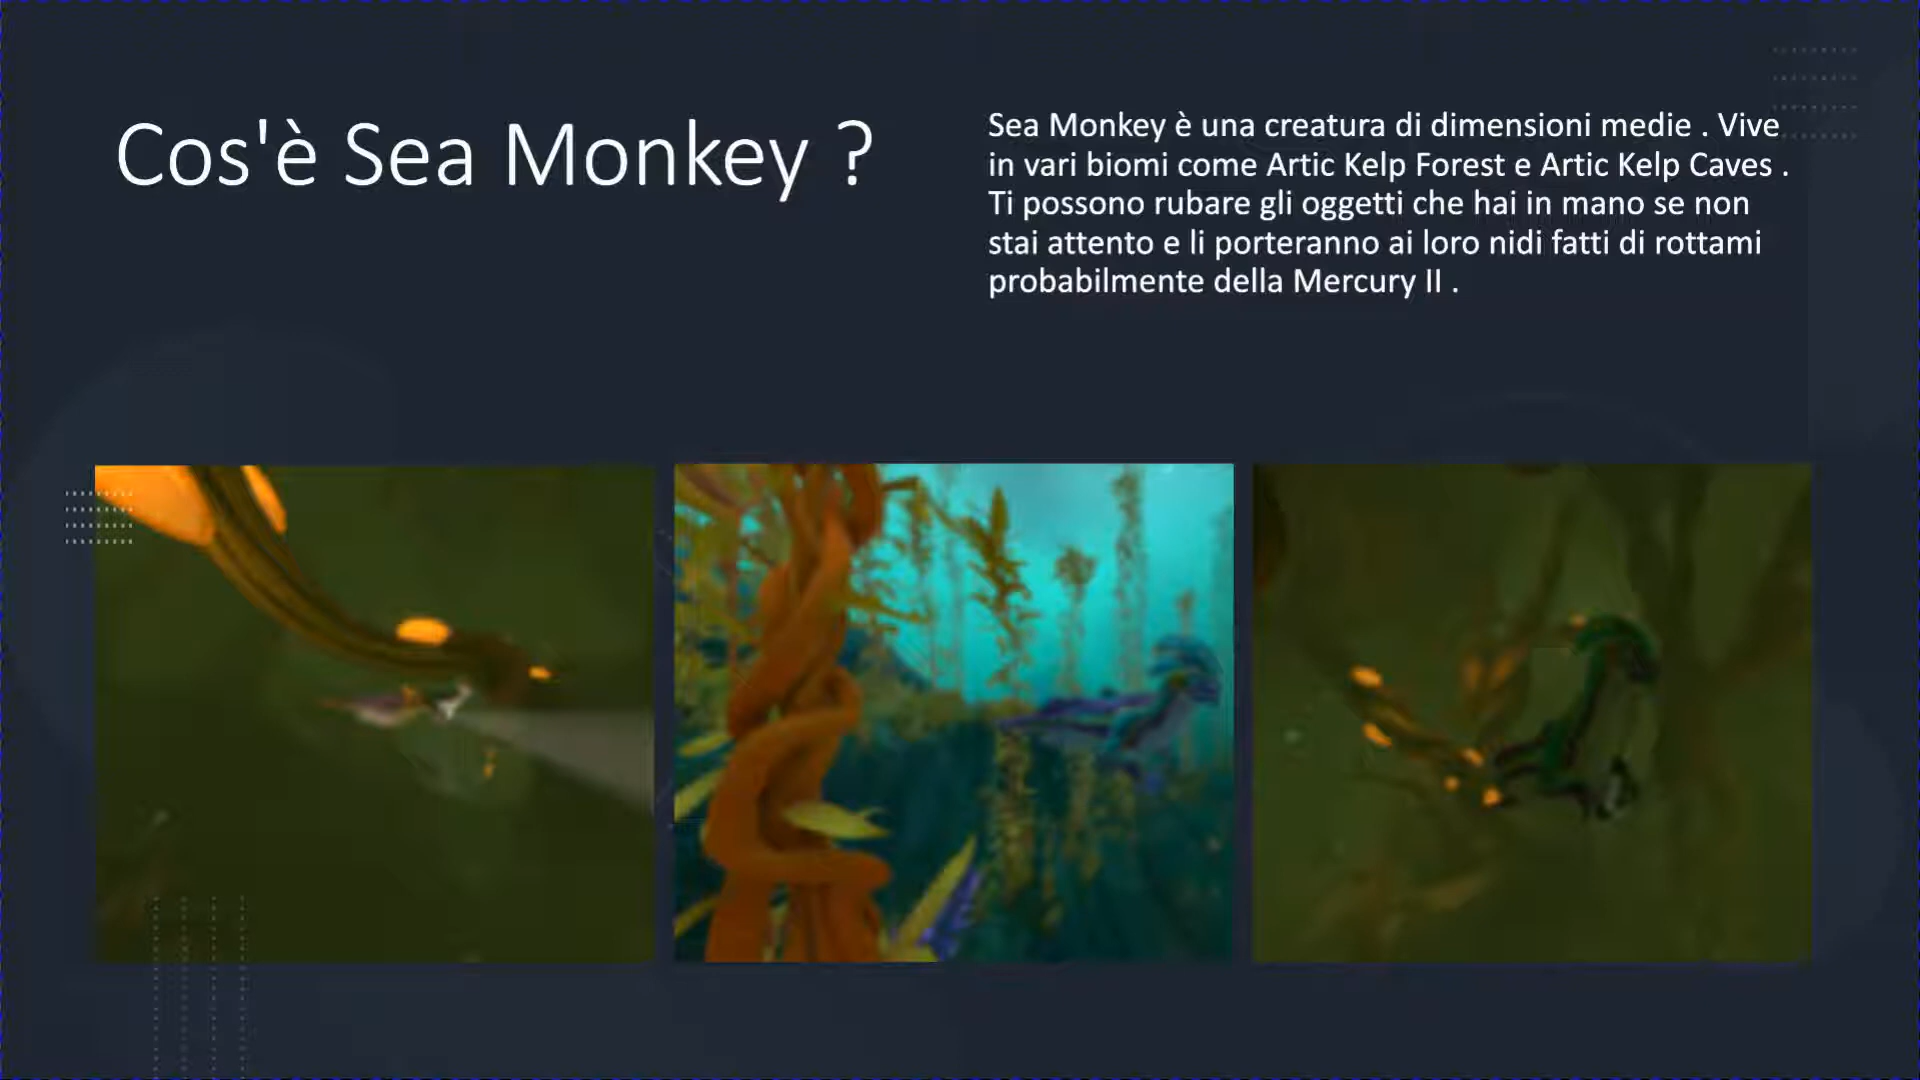 Cos'è Sea Monkey ?
Sea Monkey è una creatura di dimensioni medie . Vive
in vari biomi come Artic Kelp Forest e Artic Kelp Caves .
Ti possono rubare gli oggetti che hai in mano se non
stai attento e li porteranno ai loro nidi fatti di rottami
probabilmente della Mercury II .